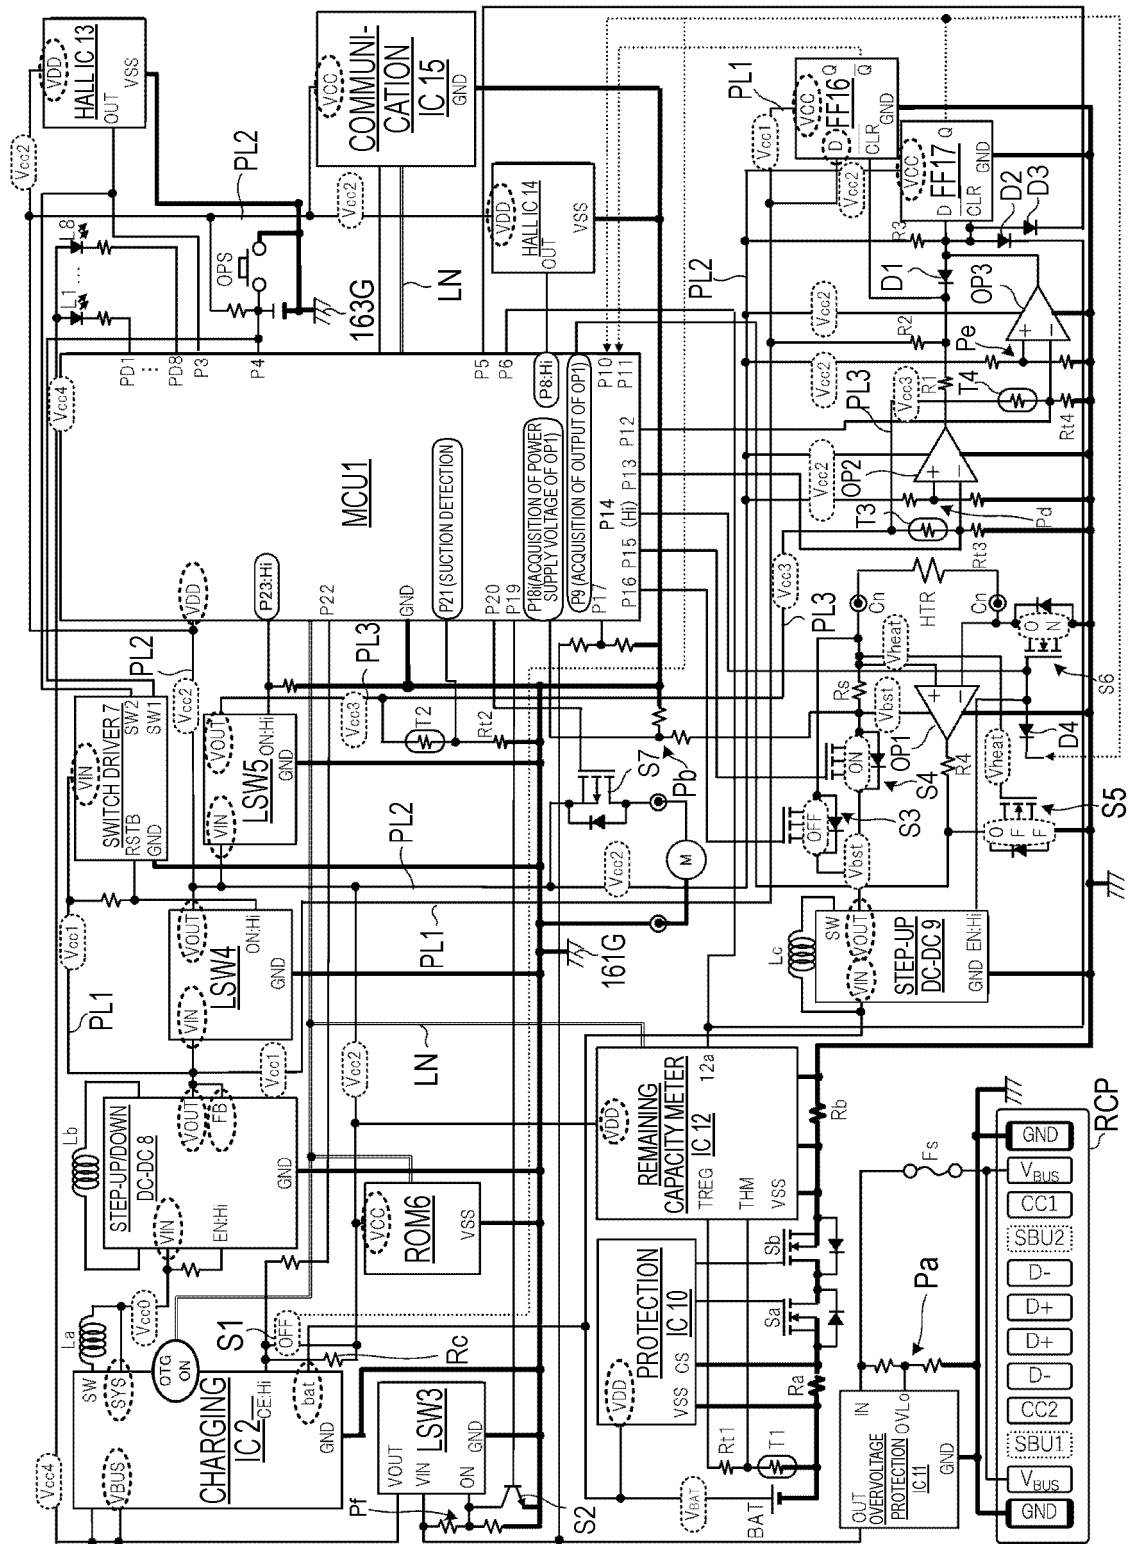 Vcc4
VBUS
SW
SYS
CHARGING
IC 2
OTG
ON
CE:Hi
bat
GND
La
Vcc0
S1
OFF
Rc
Lb
STEP-UP/DOWN
DC-DC 8
VIN
EN:Hi
VOUT
FB
GND
Vcc1
PL1
Vcc1
VIN
VOUT
LSW4
ON:Hi
GND
VIN
SW2
SWITCH DRIVER 7
SW1
RSTB
GND
PL2
Vcc2
VIN
VOUT
LSW5
ON:Hi
GND
Vcc3
PL3
T2
Rt2
VOUT
VIN
LSW3
GND
ON
Pf
S2
VCC
ROM6
VSS
Vcc2
LN
PL1
PL2
Vcc2
161G
M
S7
Pb
Vcc4
VDD
P23:Hi
P22
GND
P21 (SUCTION DETECTION)
P20
P19
P18 (ACQUISITION OF POWER
SUPPLY VOLTAGE OF OP1)
P9 (ACQUISITION OF OUTPUT OF OP1)
P17
P16
P15
P14
(Hi)
P13
P12
P11
P10
P8:Hi
P6
P5
P4
P3
PD8
:
PD1
MCU1
L1
...
L8
OPS
163G
LN
Vcc2
VDD
HALL IC 13
OUT
VSS
PL2
Vcc2
VCC
COMMUNI-
CATION
IC 15
GND
VDD
HALL IC 14
OUT
VSS
VBAT
BAT
VDD
PROTECTION
IC 10
VSS
CS
Rt1
T1
Ra
Sa
Sb
Rb
VDD
REMAINING
CAPACITY METER
IC 12
12a
TREG
THM
VSS
OUT
IN
OVERVOLTAGE
PROTECTION
IC 11
OVLo
GND
Pa
Fs
GND
VBUS
SBU1
CC2
D-
D+
D+
D-
SBU2
CC1
VBUS
GND
RCP
Lc
SW
VIN
VOUT
STEP-UP
DC-DC 9
EN:Hi
GND
Vbst
OFF
S3
ON
S4
Rs
Vbst
OP1
R4
Vheat
OFF
S5
Vheat
D4
ON
S6
Cn
HTR
Cn
PL3
Vcc3
T3
Rt3
Pd
OP2
Vcc2
Vcc3
PL3
T4
Rt4
Pe
OP3
Vcc2
Vcc2
R1
R2
R3
D1
D2
D3
PL2
Vcc2
Vcc1
PL1
VCC
D
FF16
Q
Q
CLR
GND
VCC
D
FF17
Q
CLR
GND